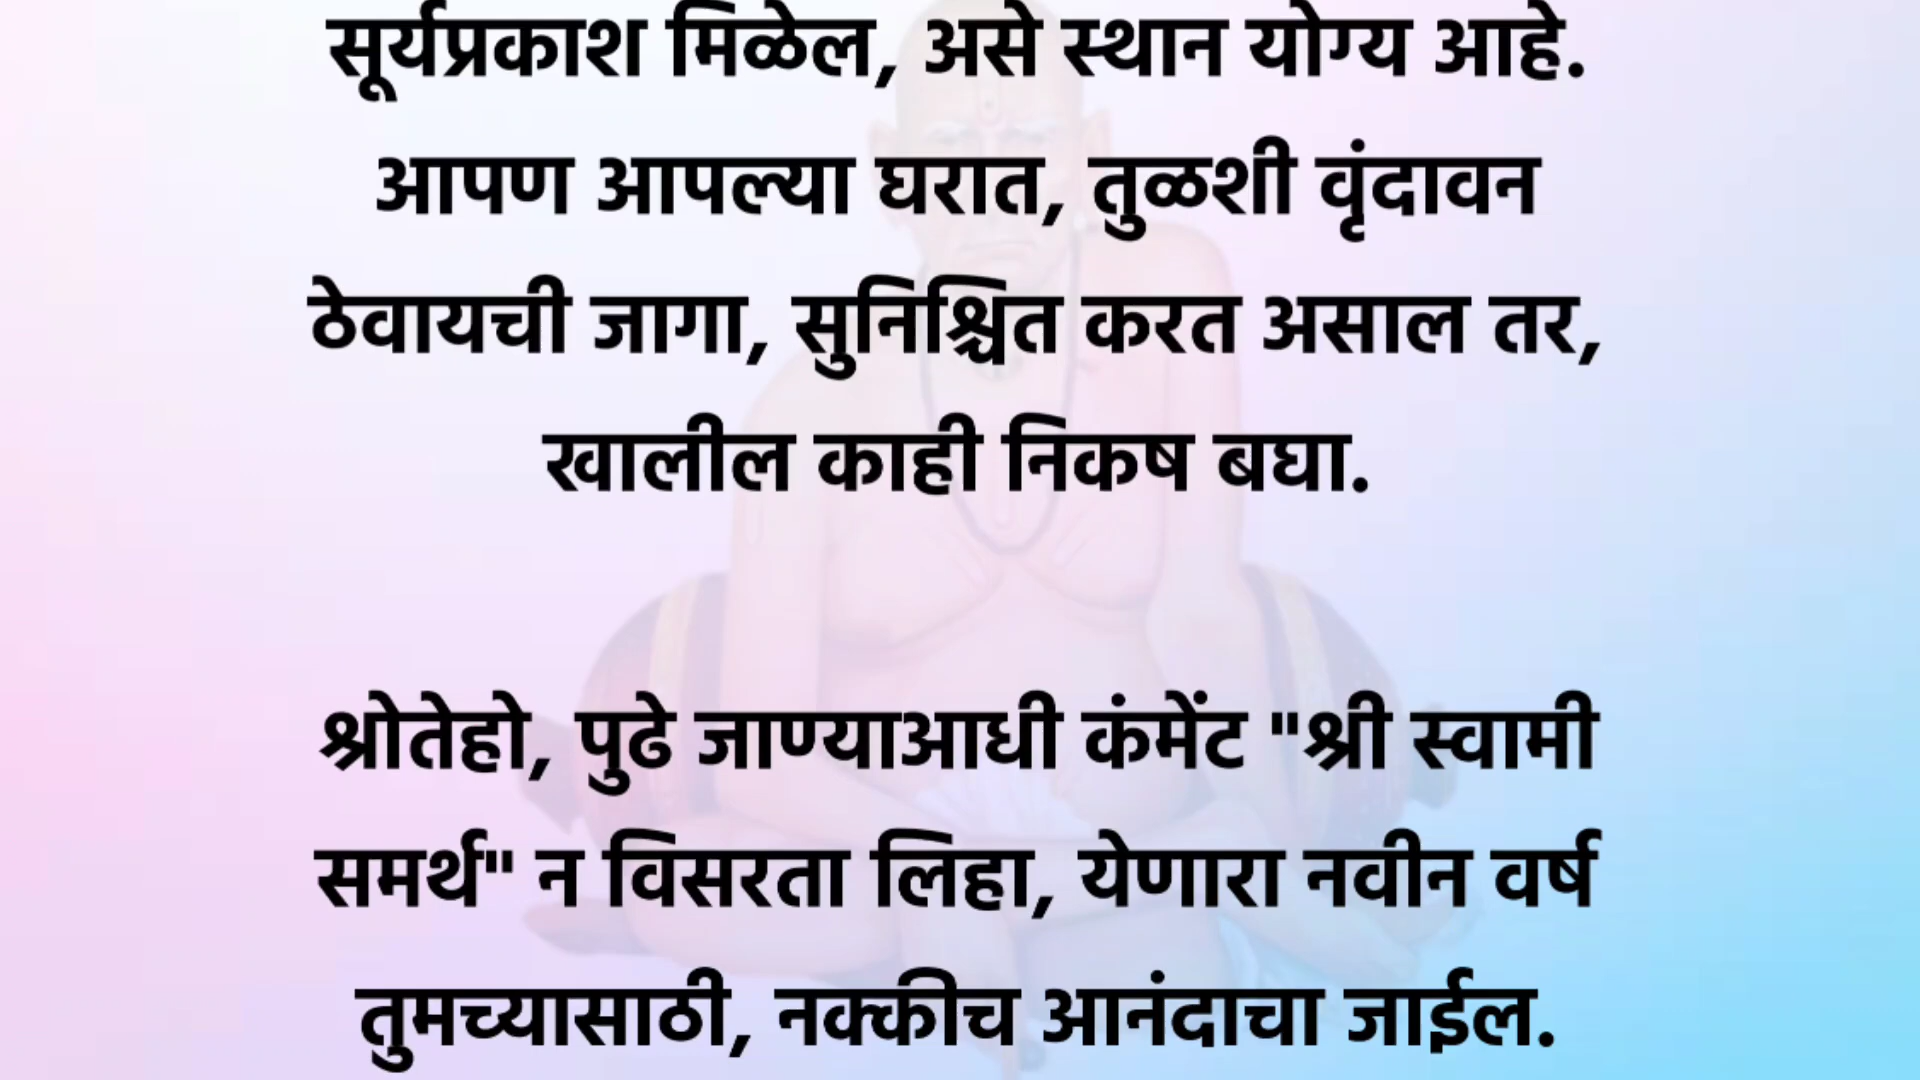 सूर्यप्रकाश मिळेल, असे स्थान योग्य आहे.
आपण आपल्या घरात, तुळशी वृंदावन
ठेवायची जागा, सुनिश्चित करत असाल तर,
खालील काही निकष बघा.
श्रोतेहो, पुढे जाण्याआधी कंमेंट "श्री स्वामी
समर्थ" न विसरता लिहा, येणारा नवीन वर्ष
तुमच्यासाठी, नक्कीच आनंदाचा जाईल.